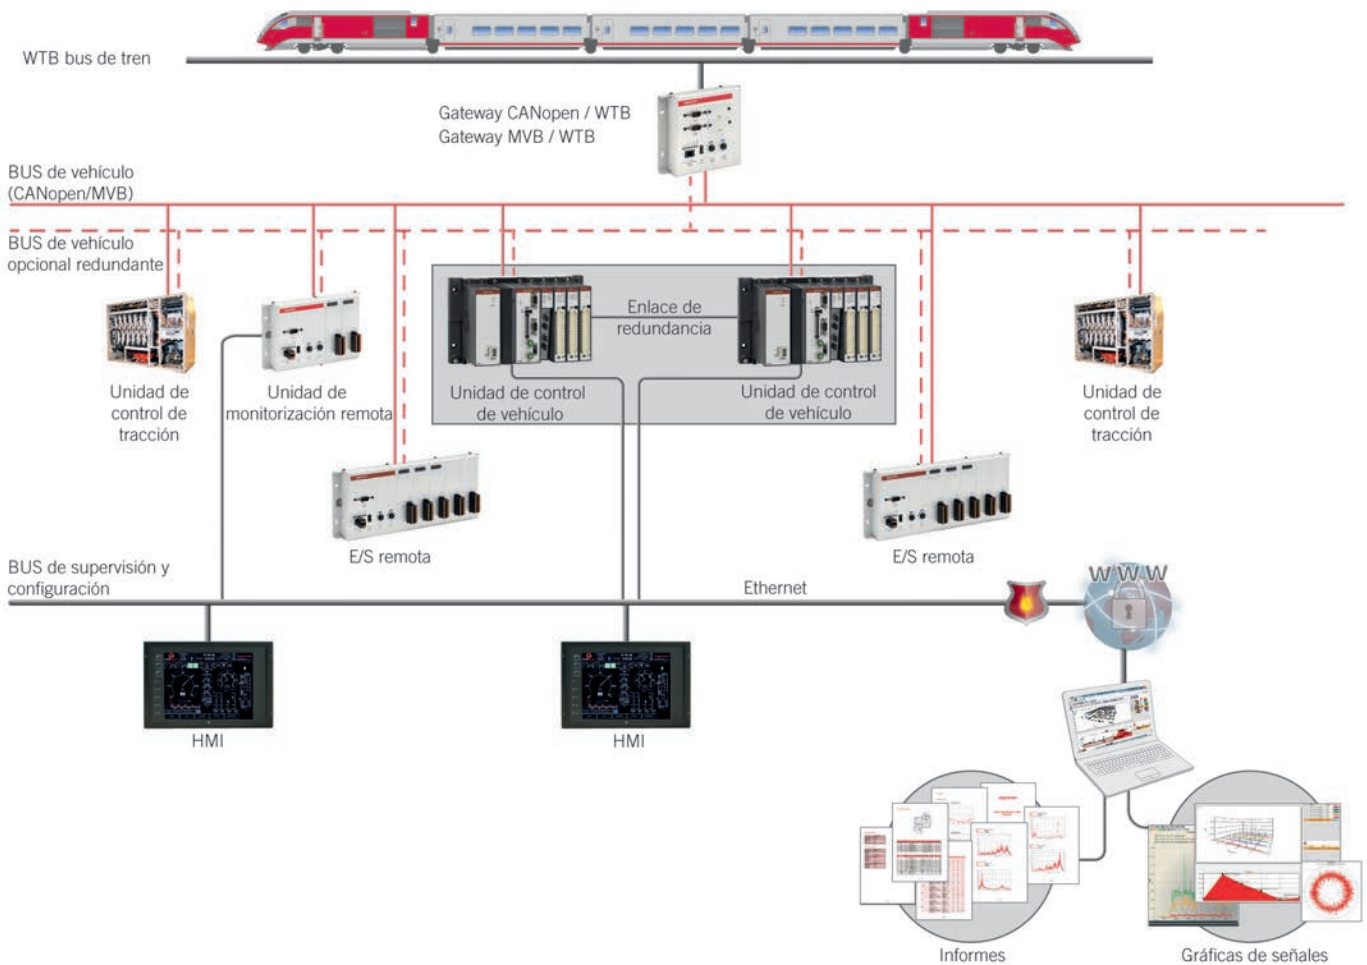 WTB bus de tren
Gateway CANopen / WTB
Gateway MVB / WTB
BUS de vehículo
(CANopen/MVB)
BUS de vehículo
opcional redundante
Enlace de
redundancia
Unidad de
control de
tracción
Unidad de
monitorización remota
Unidad de control
de vehículo
Unidad de control
de vehículo
Unidad de
control de
tracción
E/S remota
E/S remota
BUS de supervisión y
configuración
Ethernet
WWW
HMI
HMI
Informes
Gráficas de señales